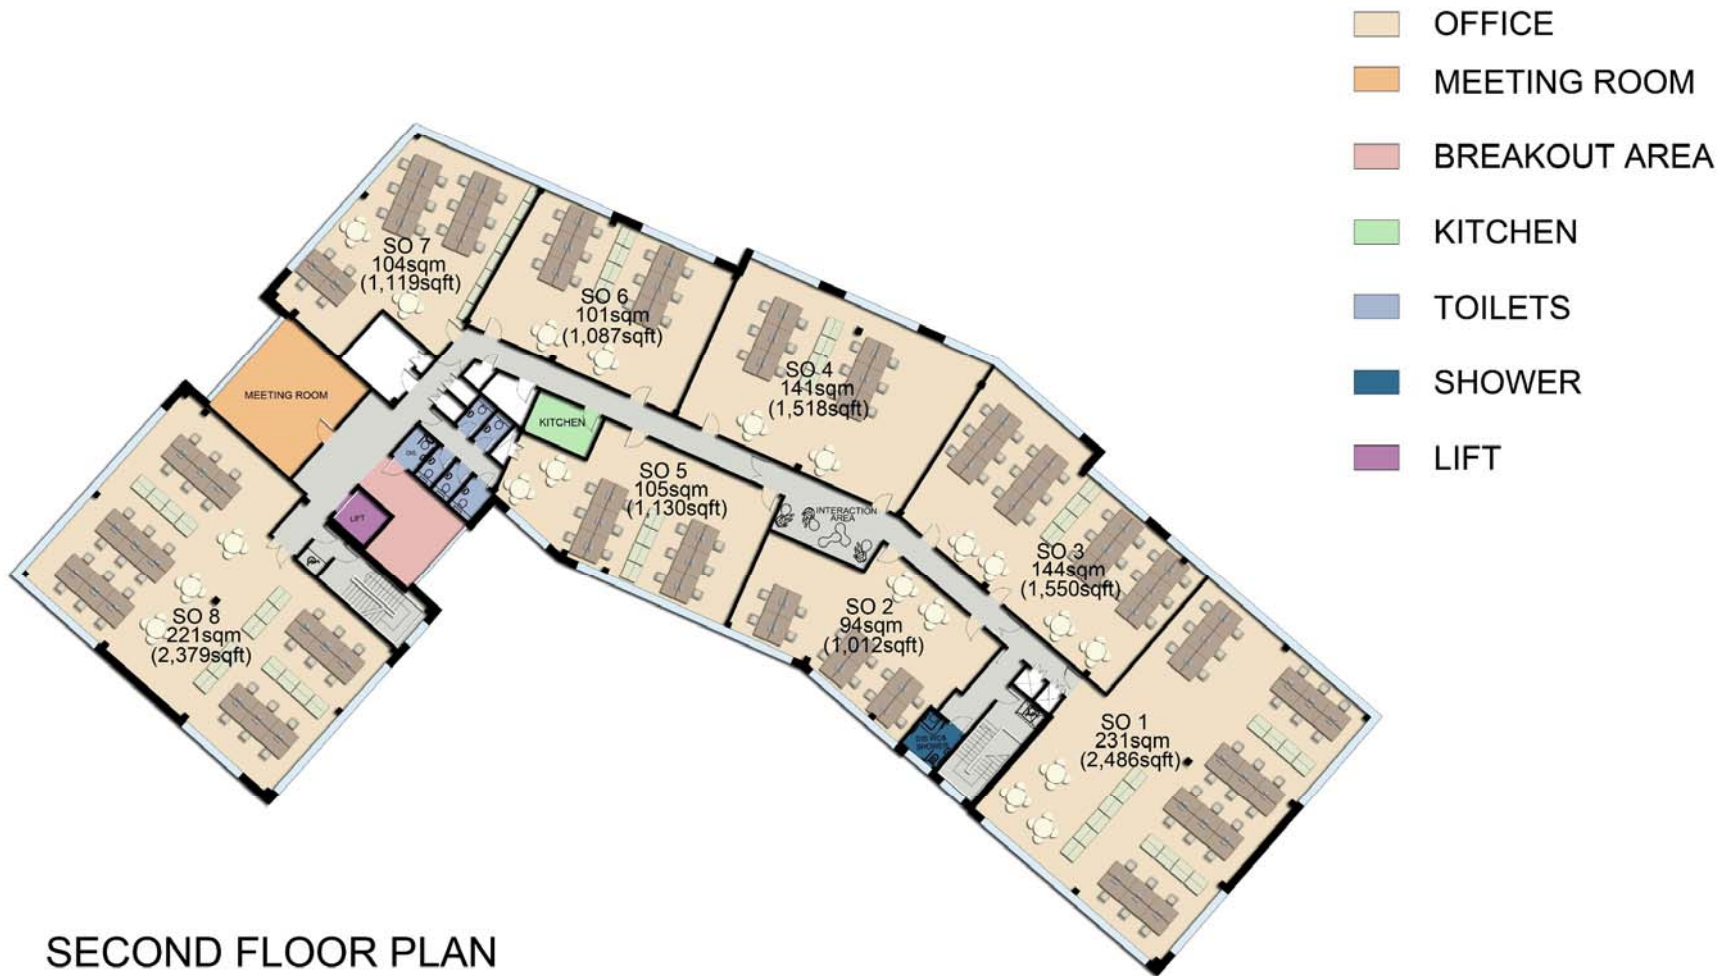 OFFICE
MEETING ROOM
BREAKOUT AREA
KITCHEN
TOILETS
SHOWER
LIFT
SO 7
104sqm
(1,119sqft)
SO 6
101sqm
(1,087sqft)
SO 4
141sqm
(1,518sqft)
MEETING ROOM
KITCHEN
SO 5
105sqm
(1,130sqft)
LIFT
INTERACTION
AREA
SO 3
144sqm
(1,550sqft)
SO 2
94sqm
(1,012sqft)
SO 8
221sqm
(2,379sqft)
SHOWER
SO 1
231sqm
(2,486sqft)
SECOND FLOOR PLAN